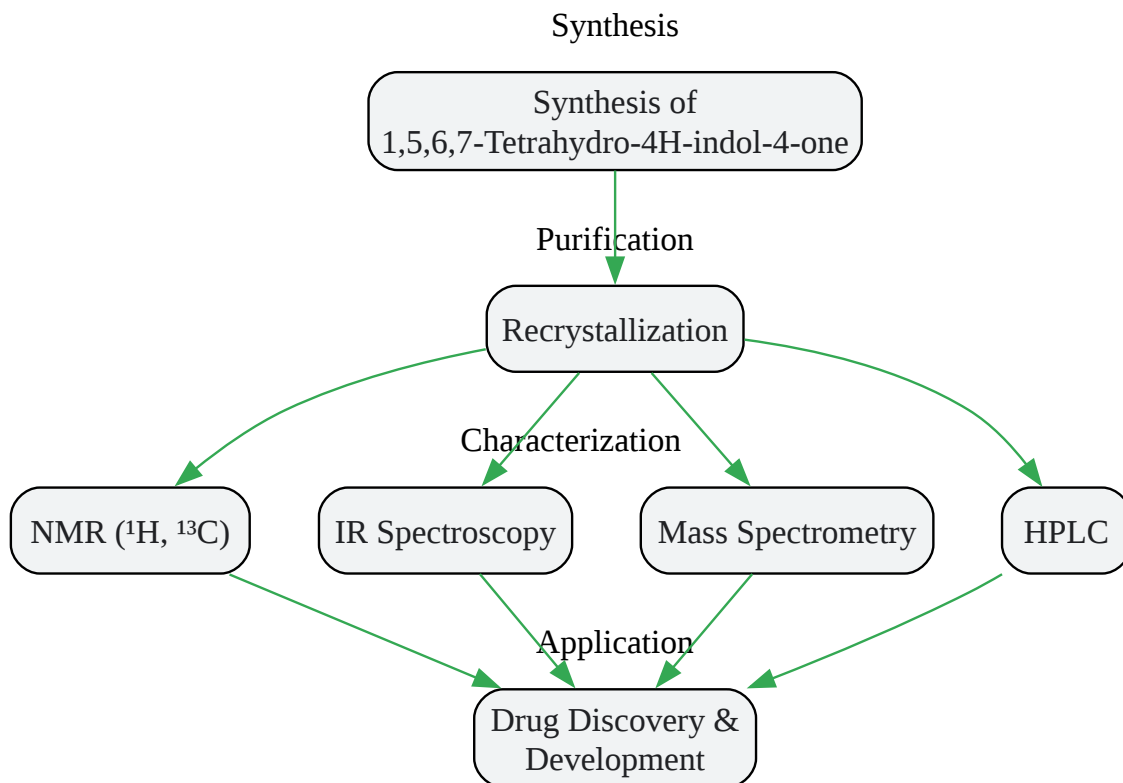 Synthesis
Synthesis of
1,5,6,7-Tetrahydro-4H-indol-4-one
Purification
Recrystallization
Characterization
NMR (¹H, ¹³C)
IR Spectroscopy
Mass Spectrometry
HPLC
Application
Drug Discovery &
Development